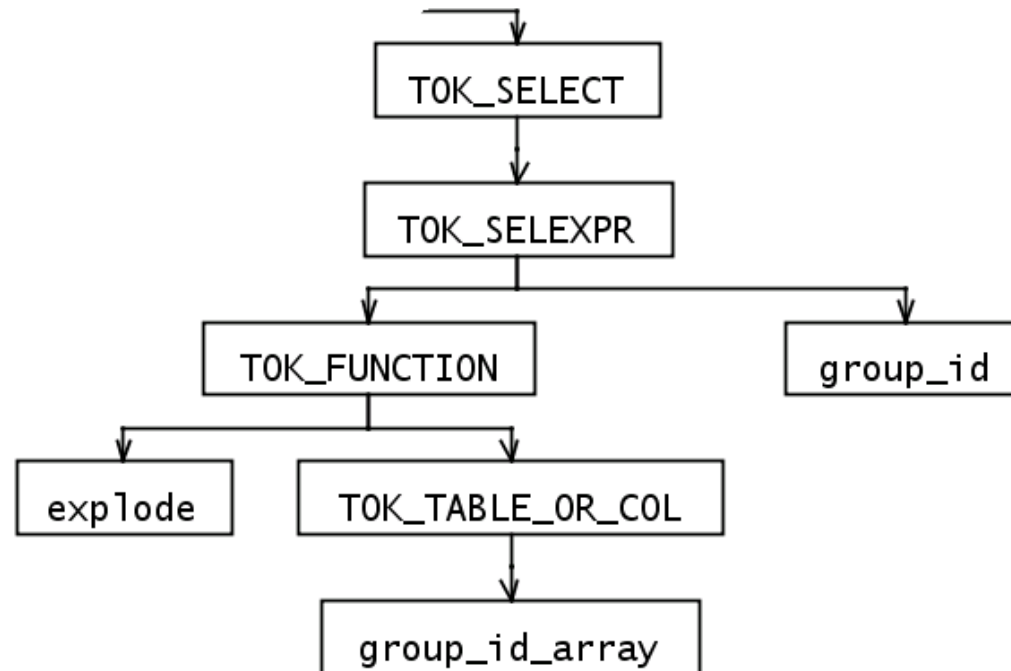 TOK_SELECT
TOK_SELEXPR
TOK_FUNCTION
group_id
explode
TOK_TABLE_OR_COL
group_id_array